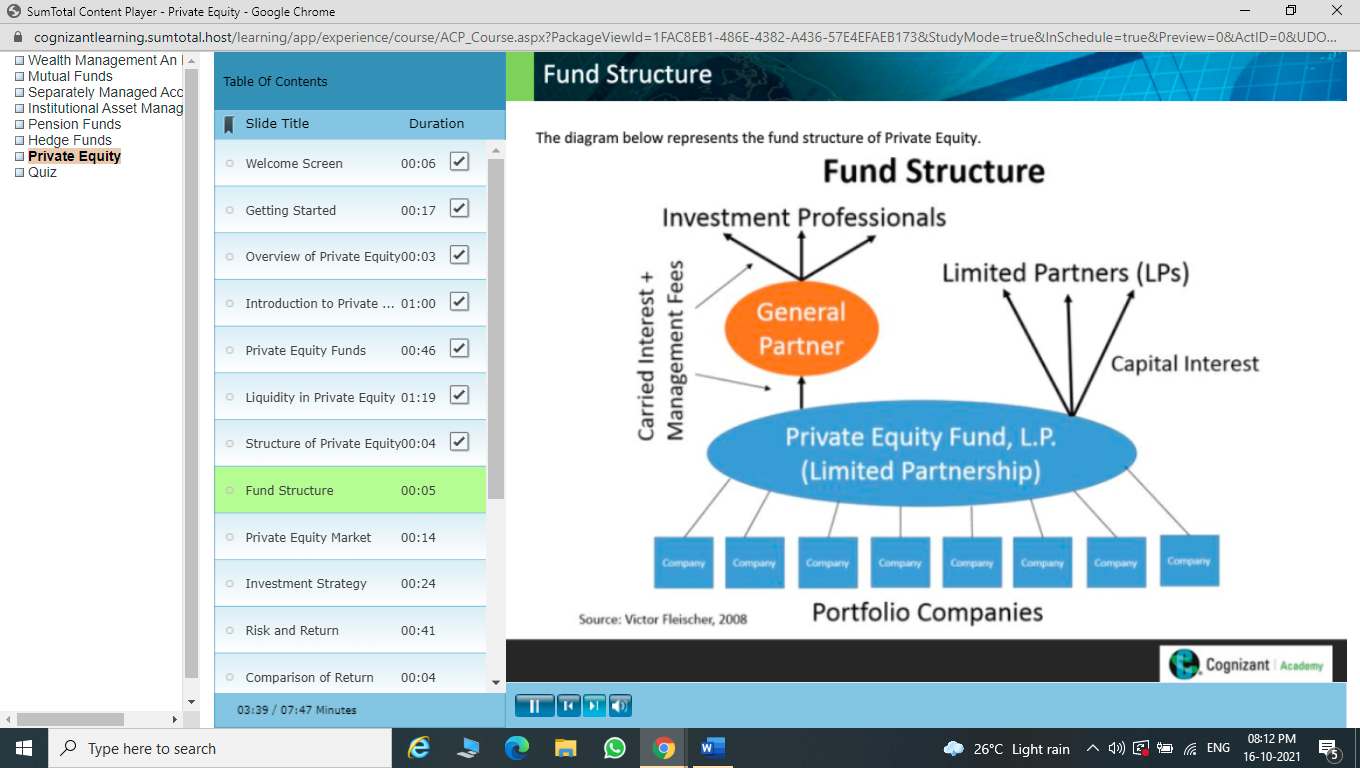 SumTotal Content Player - Private Equity - Google Chrome
cognizantlearning.sumtotal.host/learning/app/experience/course/ACP_Course.aspx?PackageViewId=1FAC8EB1-486E-4382-A436-57E4EFAEB173&StudyMode=true&InSchedule=true&Preview=0&ActID=0&UDO...
Wealth Management An
Mutual Funds
Separately Managed Acc
Institutional Asset Manag
Pension Funds
Hedge Funds
Private Equity
Quiz
Table Of Contents
Slide Title Duration
Welcome Screen 00:06
Getting Started 00:17
Overview of Private Equity 00:03
Introduction to Private ... 01:00
Private Equity Funds 00:46
Liquidity in Private Equity 01:19
Structure of Private Equity 00:04
Fund Structure 00:05
Private Equity Market 00:14
Investment Strategy 00:24
Risk and Return 00:41
Comparison of Return 00:04
03:39 / 07:47 Minutes
Fund Structure
The diagram below represents the fund structure of Private Equity.
Fund Structure
Investment Professionals
Carried Interest +
Management Fees
General
Partner
Limited Partners (LPs)
Capital Interest
Private Equity Fund, L.P.
(Limited Partnership)
Company Company Company Company Company Company Company Company
Portfolio Companies
Source: Victor Fleischer, 2008
Cognizant | Academy
Type here to search
26°C Light rain
ENG
08:12 PM
16-10-2021
5